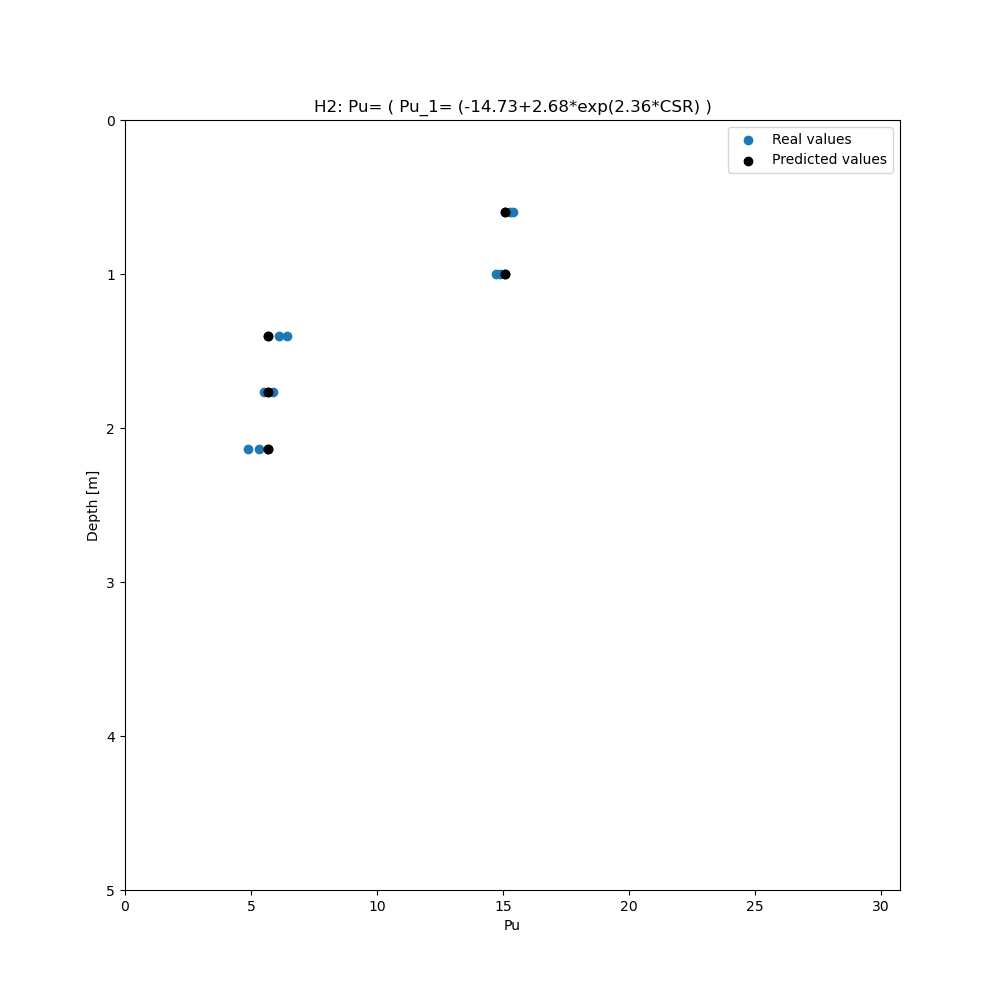 H2: Pu= ( Pu_1= (-14.73+2.68*exp(2.36*CSR) )
Real values
Predicted values
0
1
2
3
4
5
Depth [m]
0 5 10 15 20 25 30
Pu